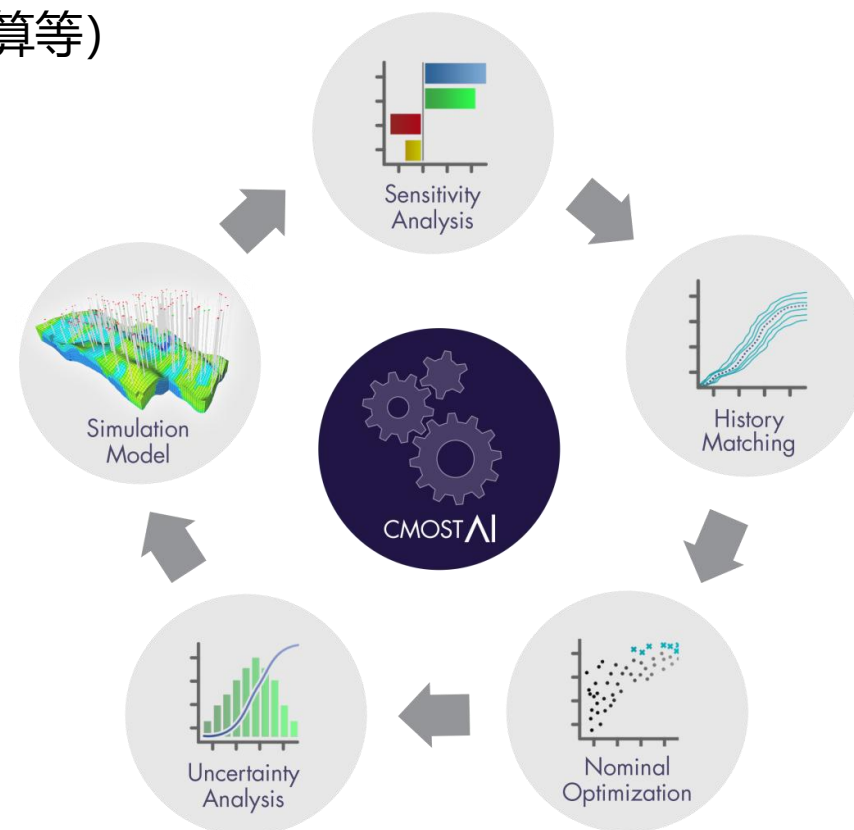 算等)
Sensitivity
Analysis
Simulation
Model
History
Matching
CMOST AI
Uncertainty
Analysis
Nominal
Optimization